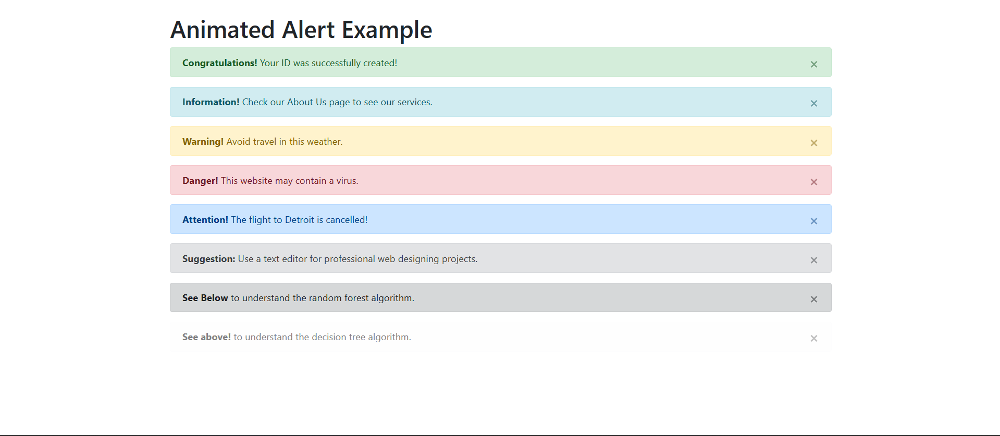 Animated Alert Example
Congratulations! Your ID was successfully created! ×
Information! Check our About Us page to see our services. ×
Warning! Avoid travel in this weather. ×
Danger! This website may contain a virus. ×
Attention! The flight to Detroit is cancelled! ×
Suggestion: Use a text editor for professional web designing projects. ×
See Below to understand the random forest algorithm. ×
See above! to understand the decision tree algorithm. ×